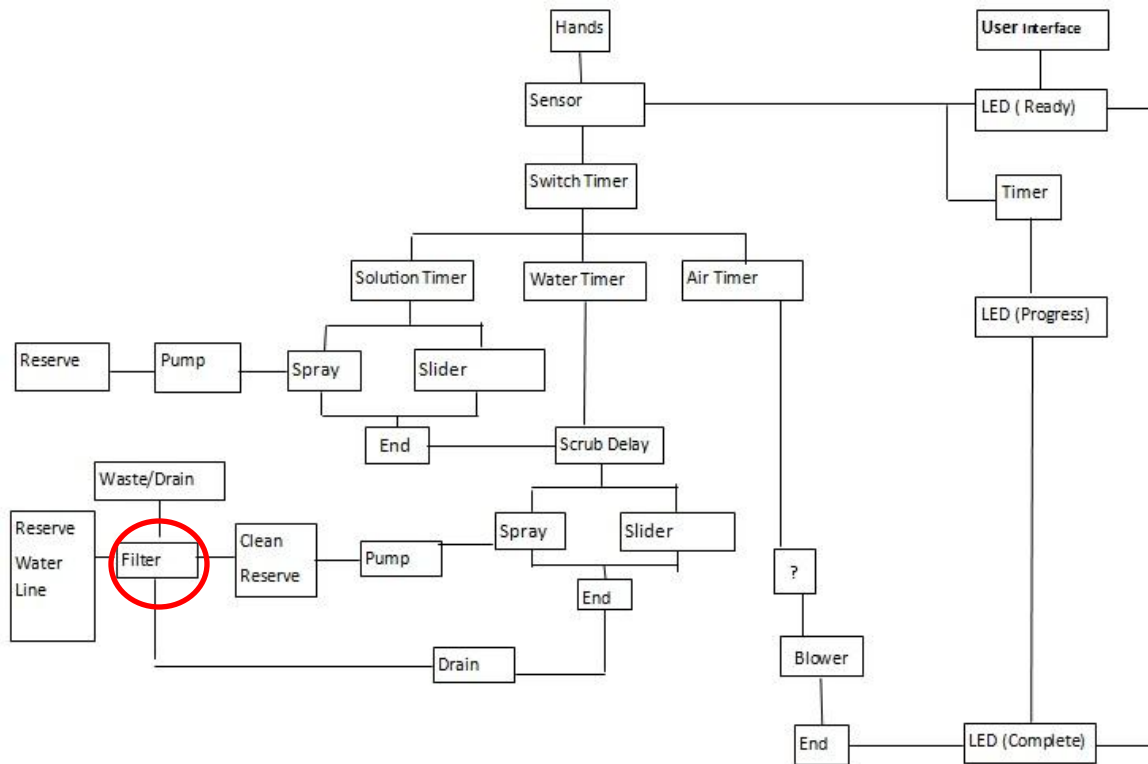 Hands
User Interface
Sensor
LED ( Ready)
Switch Timer
Timer
Solution Timer
Water Timer
Air Timer
LED (Progress)
Reserve
Pump
Spray
Slider
End
Scrub Delay
Waste/Drain
Reserve
Water
Line
Filter
Clean
Reserve
Pump
Spray
Slider
?
End
Drain
Blower
End
LED (Complete)